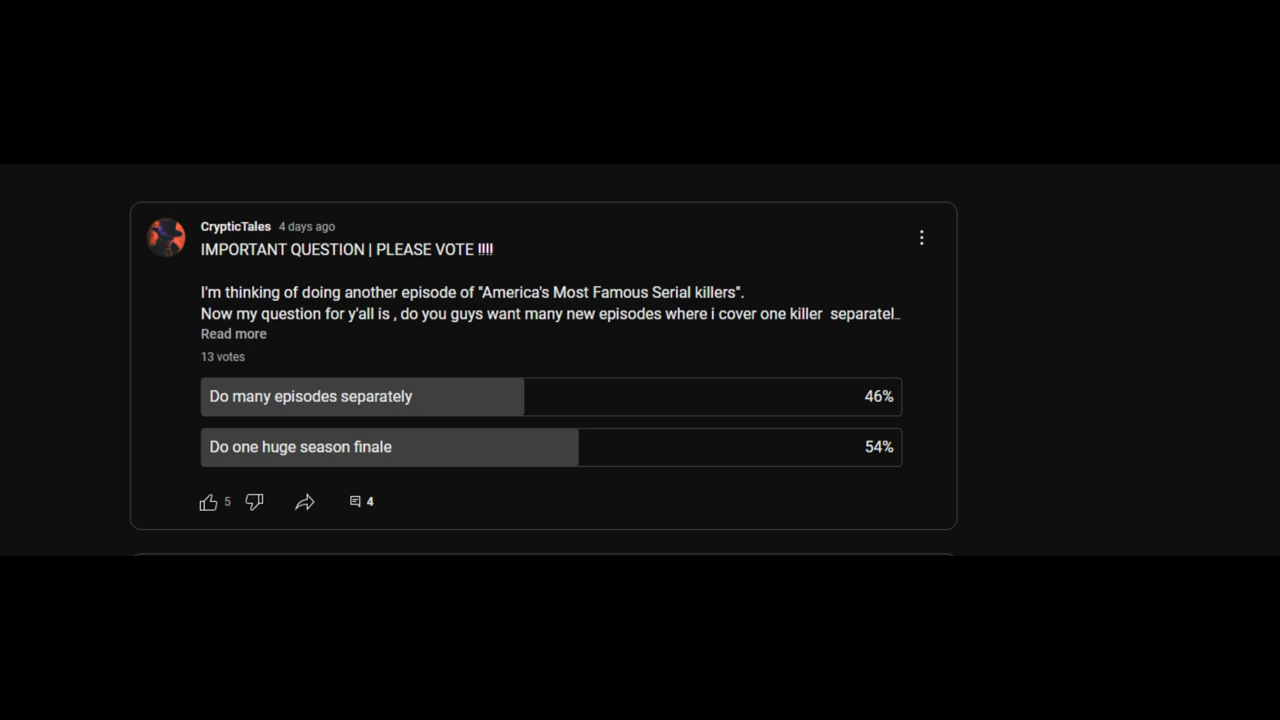 CrypticTales 4 days ago
IMPORTANT QUESTION | PLEASE VOTE !!!!
I'm thinking of doing another episode of "America's Most Famous Serial killers".
Now my question for y'all is , do you guys want many new episodes where i cover one killer  separatel...
Read more
13 votes
Do many episodes separately 46%
Do one huge season finale 54%
5 4